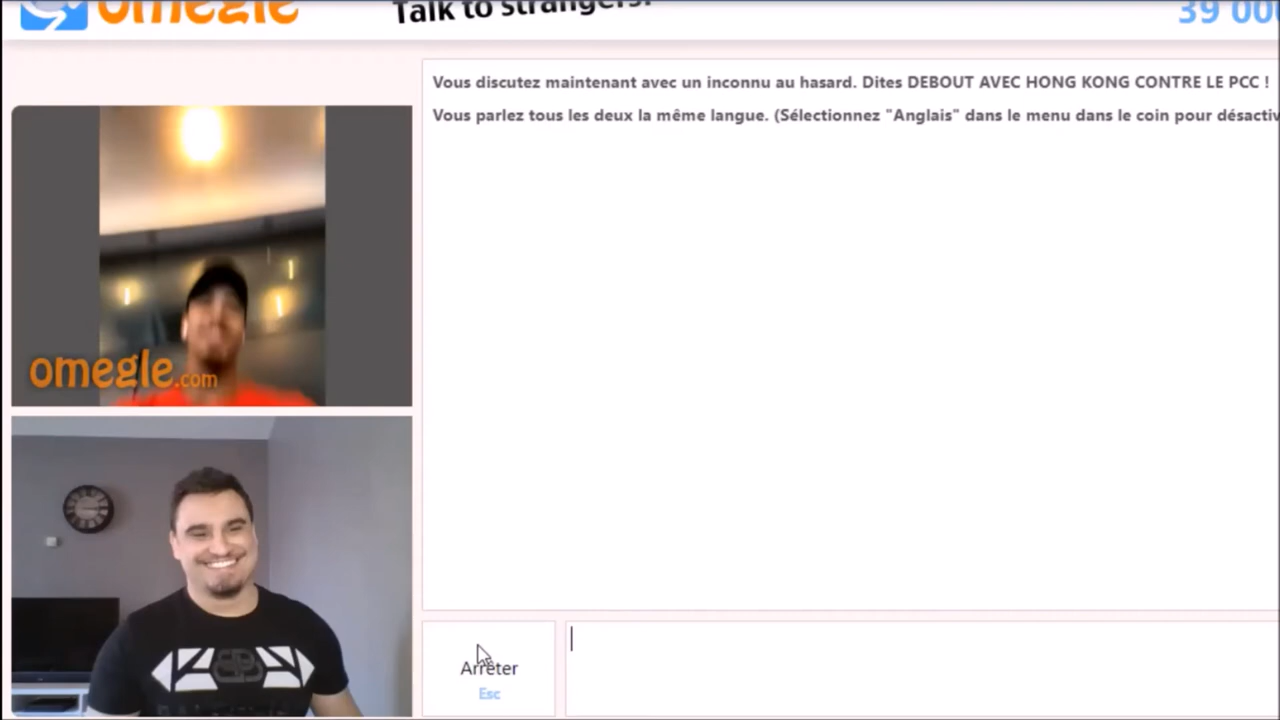 omegle
Talk to strangers!
39 00
Vous discutez maintenant avec un inconnu au hasard. Dites DEBOUT AVEC HONG KONG CONTRE LE PCC !
Vous parlez tous les deux la même langue. (Sélectionnez "Anglais" dans le menu dans le coin pour désactiv
omegle.com
Arrêter
Esc